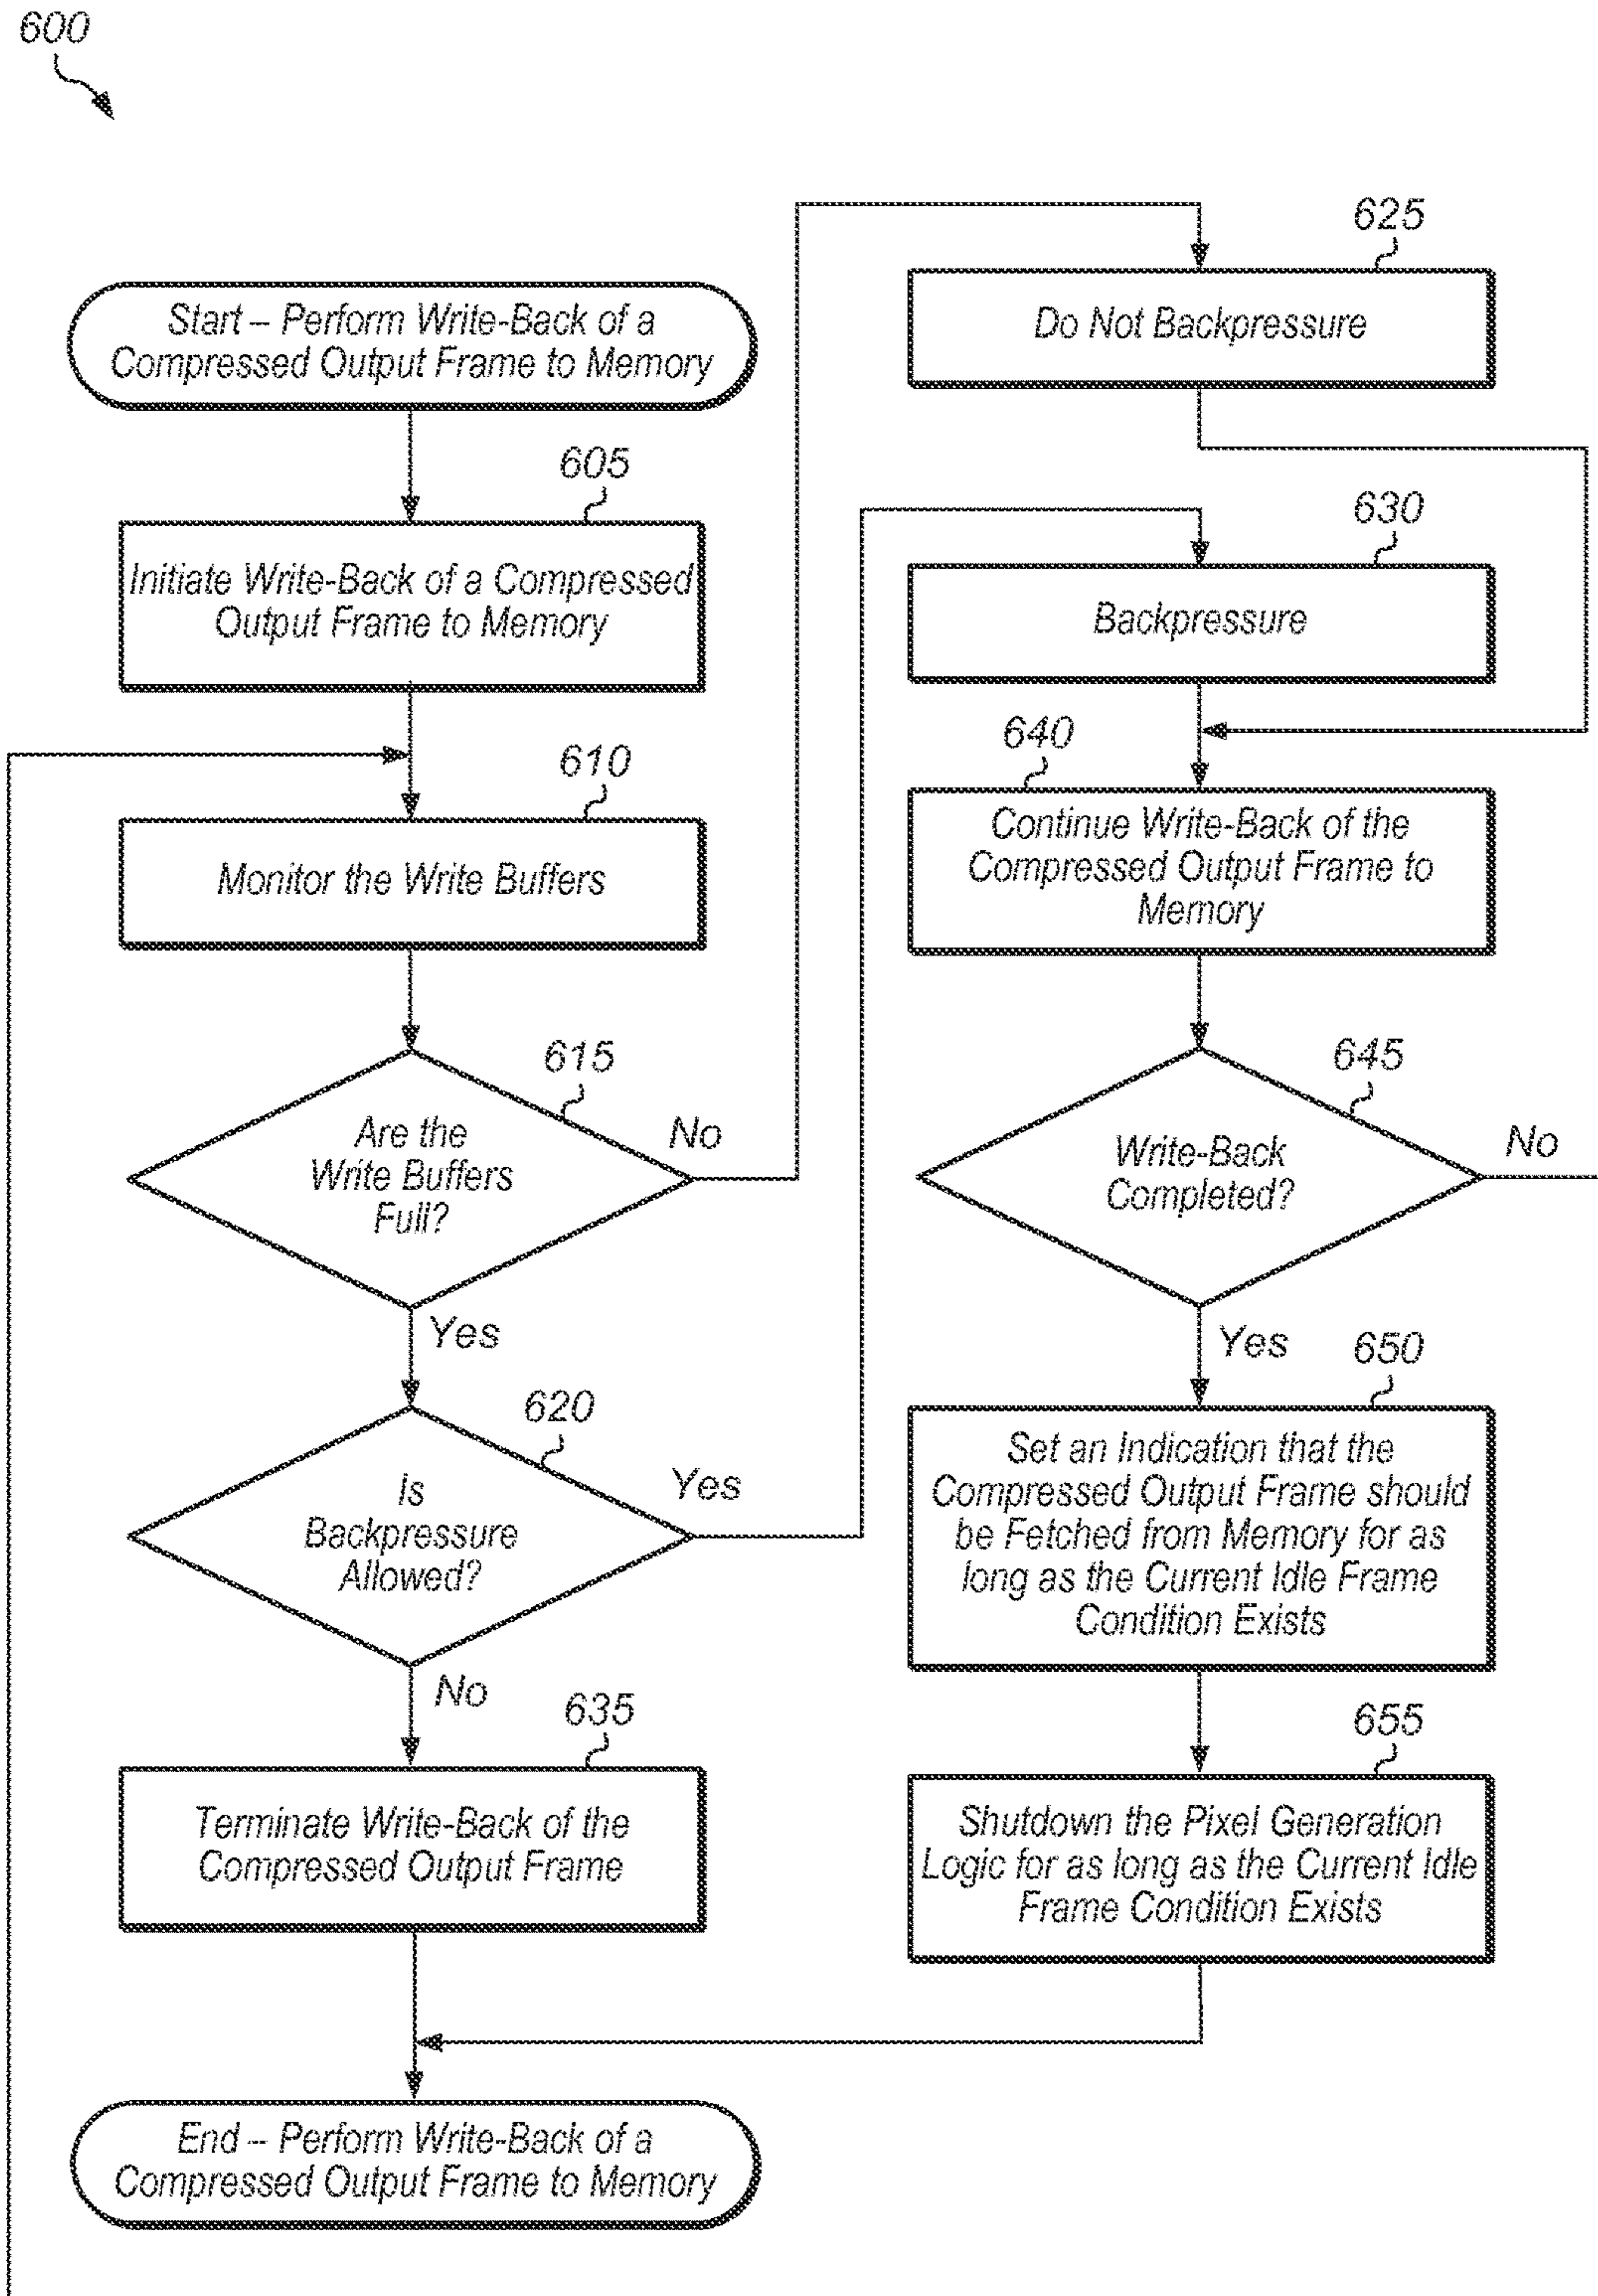 600
Start – Perform Write-Back of a
Compressed Output Frame to Memory
605
Initiate Write-Back of a Compressed
Output Frame to Memory
610
Monitor the Write Buffers
615
Are the
Write Buffers
Full?
No
Yes
620
Is
Backpressure
Allowed?
Yes
No
635
Terminate Write-Back of the
Compressed Output Frame
End – Perform Write-Back of a
Compressed Output Frame to Memory
625
Do Not Backpressure
630
Backpressure
640
Continue Write-Back of the
Compressed Output Frame to
Memory
645
Write-Back
Completed?
No
Yes
650
Set an Indication that the
Compressed Output Frame should
be Fetched from Memory for as
long as the Current Idle Frame
Condition Exists
655
Shutdown the Pixel Generation
Logic for as long as the Current Idle
Frame Condition Exists